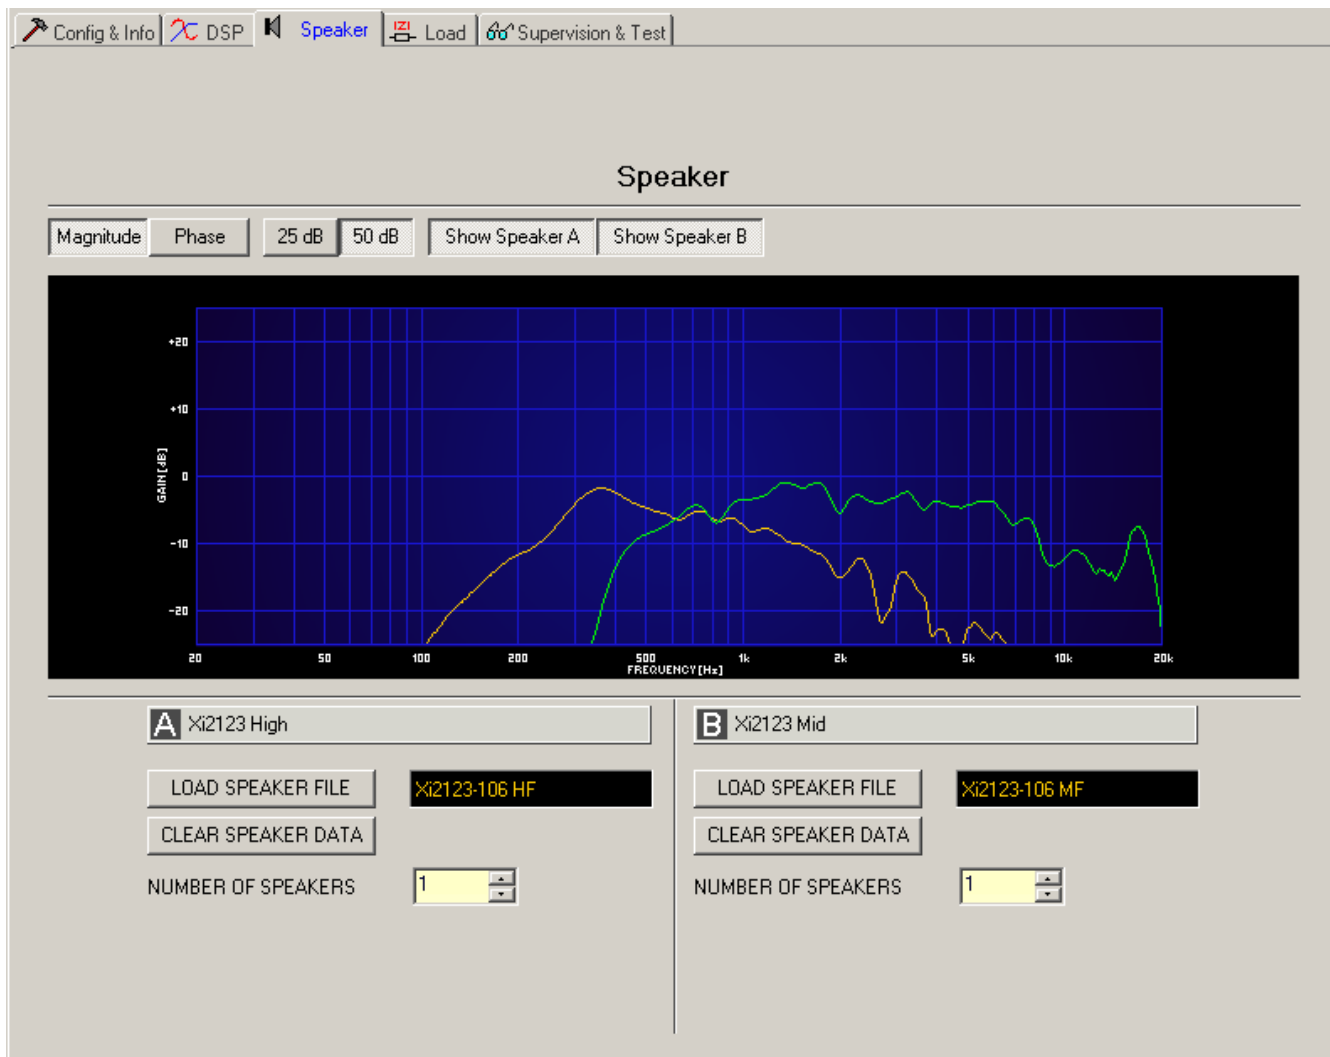 Config & Info DSP Speaker |Z| Load Supervision & Test
Speaker
Magnitude Phase 25 dB 50 dB Show Speaker A Show Speaker B
+20
+10
0
-10
-20
GAIN[dB]
20 50 100 200 500 1k 2k 5k 10k 20k
FREQUENCY[Hz]
A Xi2123 High
B Xi2123 Mid
LOAD SPEAKER FILE Xi2123-106 HF
LOAD SPEAKER FILE Xi2123-106 MF
CLEAR SPEAKER DATA
CLEAR SPEAKER DATA
NUMBER OF SPEAKERS 1
NUMBER OF SPEAKERS 1